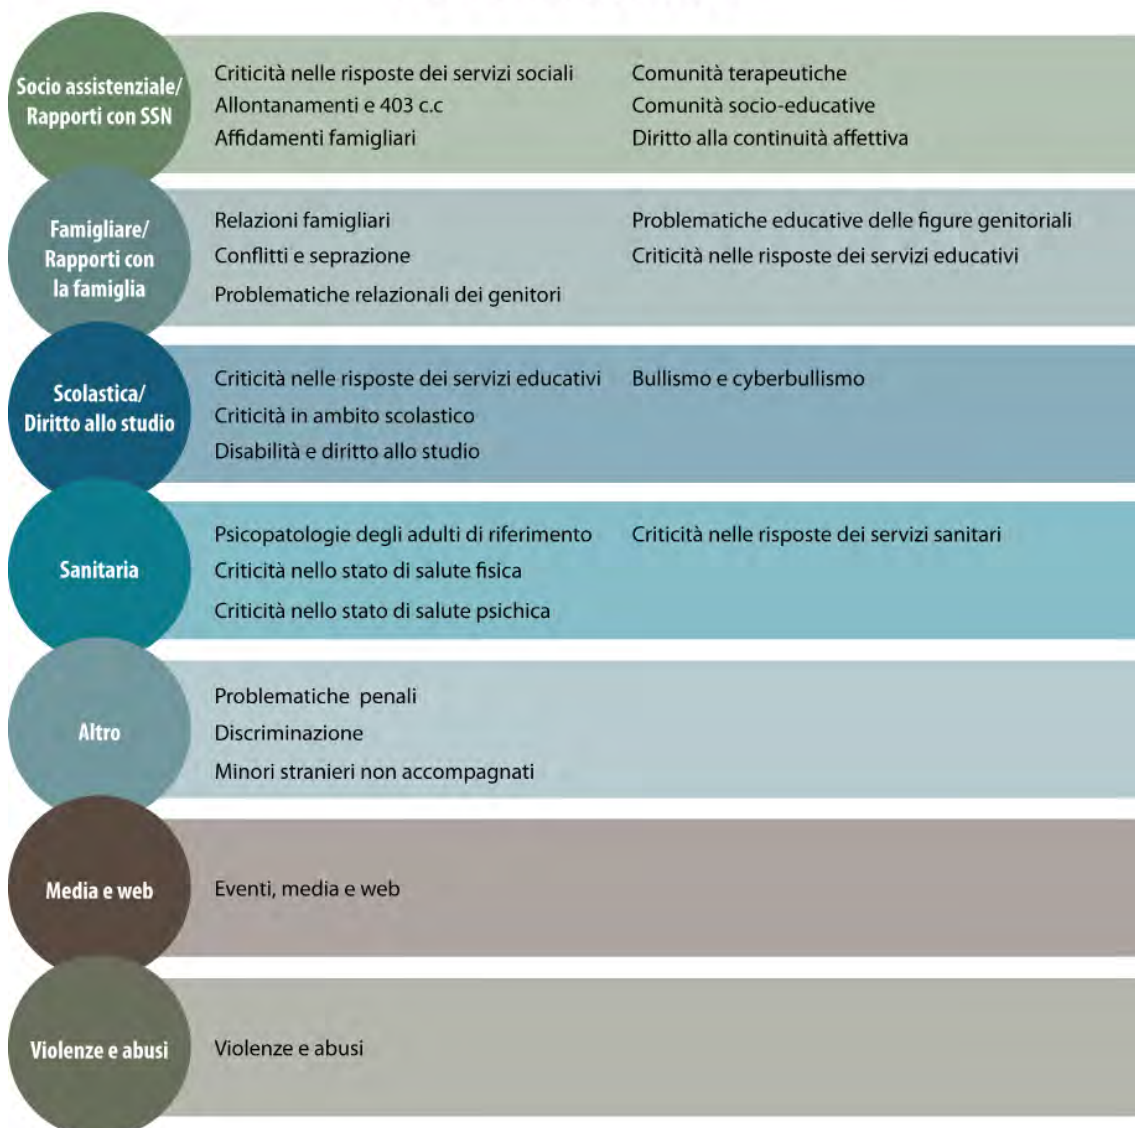 Socio assistenziale/
Rapporti con SSN
Criticità nelle risposte dei servizi sociali
Allontanamenti e 403 c.c
Affidamenti famigliari
Comunità terapeutiche
Comunità socio-educative
Diritto alla continuità affettiva
Famigliare/
Rapporti con
la famiglia
Relazioni famigliari
Conflitti e seprazione
Problematiche relazionali dei genitori
Problematiche educative delle figure genitoriali
Criticità nelle risposte dei servizi educativi
Scolastica/
Diritto allo studio
Criticità nelle risposte dei servizi educativi
Criticità in ambito scolastico
Disabilità e diritto allo studio
Bullismo e cyberbullismo
Sanitaria
Psicopatologie degli adulti di riferimento
Criticità nello stato di salute fisica
Criticità nello stato di salute psichica
Criticità nelle risposte dei servizi sanitari
Altro
Problematiche penali
Discriminazione
Minori stranieri non accompagnati
Media e web
Eventi, media e web
Violenze e abusi
Violenze e abusi